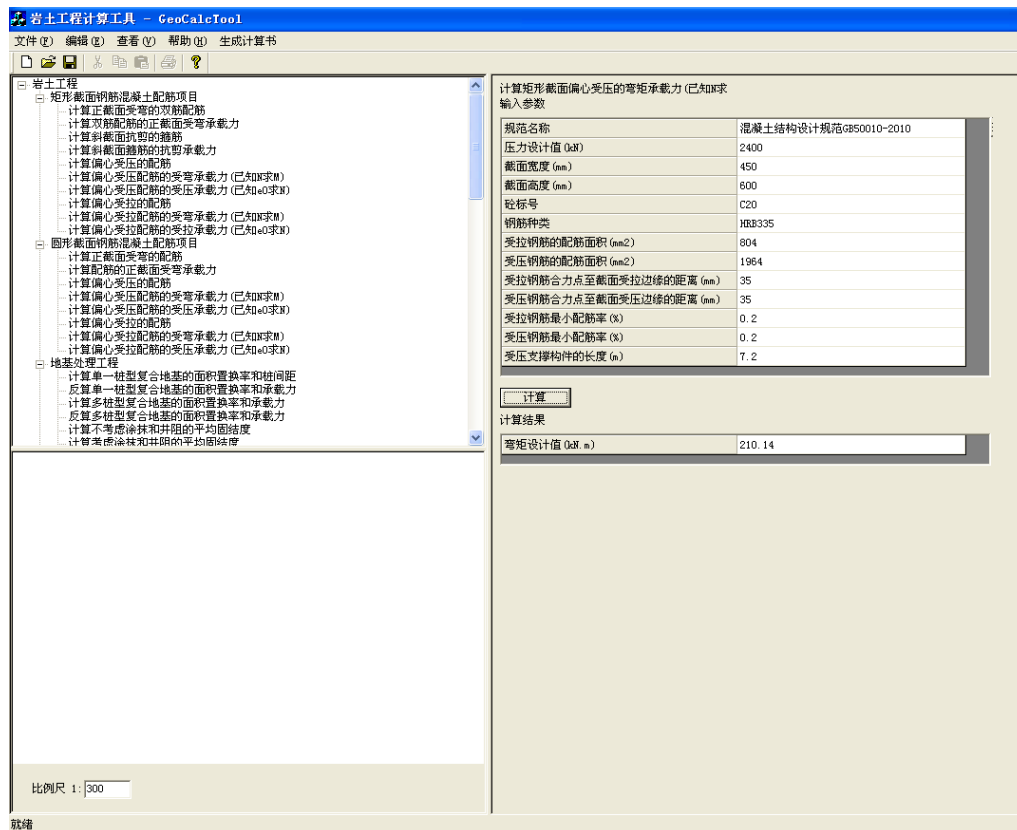 岩土工程计算工具 - GeoCalcTool
文件(F) 编辑(E) 查看(V) 帮助(H) 生成计算书
岩土工程
矩形截面钢筋混凝土配筋项目
计算正截面受弯的双筋配筋
计算双筋配筋的正截面受弯承载力
计算斜截面抗剪的箍筋
计算斜截面箍筋的抗剪承载力
计算偏心受压的配筋
计算偏心受压配筋的受弯承载力(已知N求M)
计算偏心受压配筋的受压承载力(已知e0求N)
计算偏心受拉的配筋
计算偏心受拉配筋的受弯承载力(已知N求M)
计算偏心受拉配筋的受拉承载力(已知e0求N)
圆形截面钢筋混凝土配筋项目
计算正截面受弯的配筋
计算配筋的正截面受弯承载力
计算偏心受压的配筋
计算偏心受压配筋的受弯承载力(已知N求M)
计算偏心受压配筋的受压承载力(已知e0求N)
计算偏心受拉的配筋
计算偏心受拉配筋的受弯承载力(已知N求M)
计算偏心受拉配筋的受压承载力(已知e0求N)
地基处理工程
计算单一桩型复合地基的面积置换率和桩间距
反算单一桩型复合地基的面积置换率和承载力
计算多桩型复合地基的面积置换率和承载力
反算多桩型复合地基的面积置换率和承载力
计算不考虑涂抹和井阻的平均固结度
计算考虑涂抹和井阻的平均固结度
比例尺 1: 300
就绪
计算矩形截面偏心受压的弯矩承载力(已知N求
输入参数
规范名称 混凝土结构设计规范GB50010-2010
压力设计值(kN) 2400
截面宽度(mm) 450
截面高度(mm) 600
砼标号 C20
钢筋种类 HRB335
受拉钢筋的配筋面积(mm2) 804
受压钢筋的配筋面积(mm2) 1964
受拉钢筋合力点至截面受拉边缘的距离(mm) 35
受压钢筋合力点至截面受压边缘的距离(mm) 35
受拉钢筋最小配筋率(%) 0.2
受压钢筋最小配筋率(%) 0.2
受压支撑构件的长度(m) 7.2
计算
计算结果
弯矩设计值(kN.m) 210.14